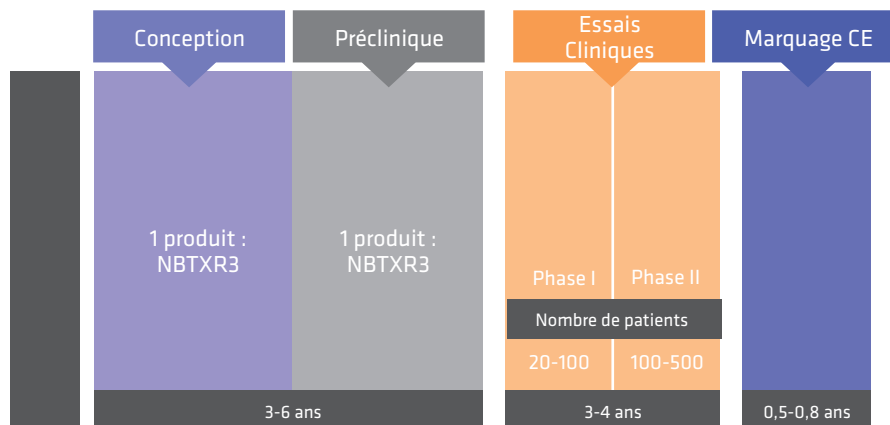 Conception
Préclinique
Essais
Cliniques
Marquage CE
1 produit :
NBTXR3
1 produit :
NBTXR3
Phase I
Phase II
Nombre de patients
20-100
100-500
3-6 ans
3-4 ans
0,5-0,8 ans